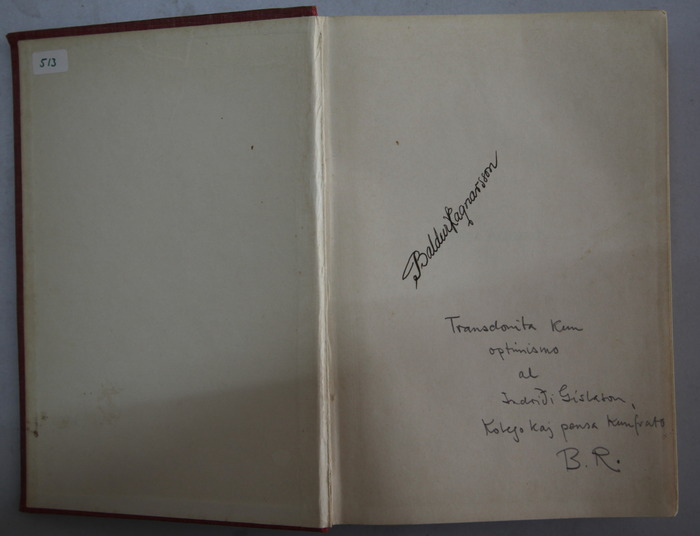 513
Baldur Ragnarsson
Transdonita kun
optimismo
al
Indriði Gíslason,
Kolego kaj pensa kunfrato
B. R.